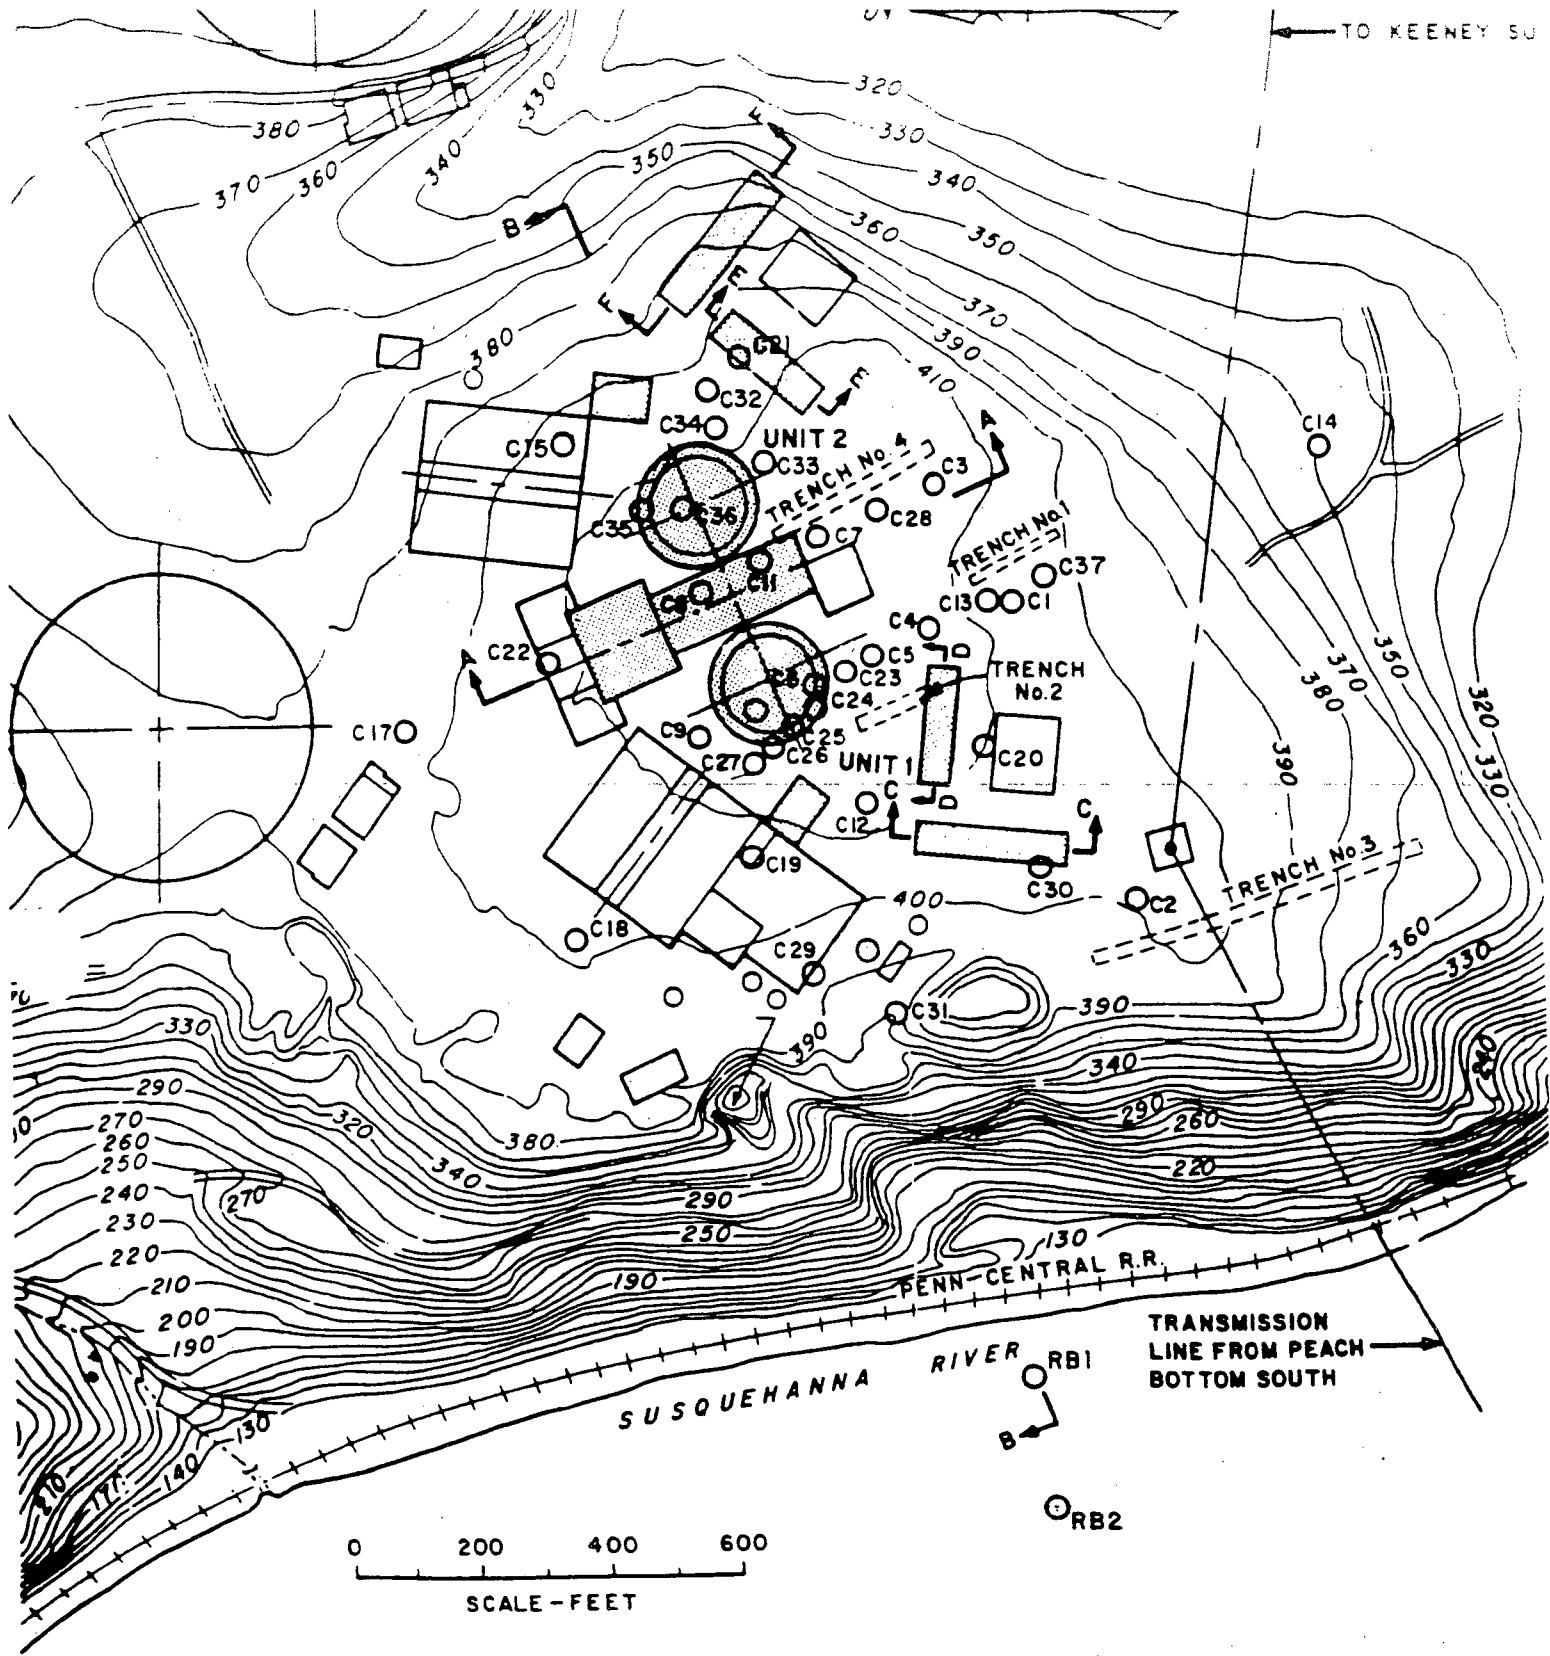 TO KEENEY SU
320
330
330
380
350
340
340
F
370
360
B
360
350
E
F
370
380
C21
390
410
E
C32
C34
UNIT 2
A
C14
C15
C33
TRENCH No. 4
C3
C35
C36
C28
C7
TRENCH No.1
C11
C37
C13
C1
C4
C22
A
C5
D
350
370
C23
TRENCH
No.2
380
320
C24
C17
C9
C25
C26
C27
UNIT 1
C20
390
330
C
D
C
C12
TRENCH No. 3
C19
C30
400
C2
C18
C29
360
330
C31
390
330
390
340
240
290
290
320
270
260
260
380
250
340
220
240
270
290
230
250
220
130
210
190
PENN-CENTRAL R.R.
200
190
TRANSMISSION
LINE FROM PEACH
BOTTOM SOUTH
RIVER
RB1
SUSQUEHANNA
130
B
140
RB2
0 200 400 600
SCALE-FEET